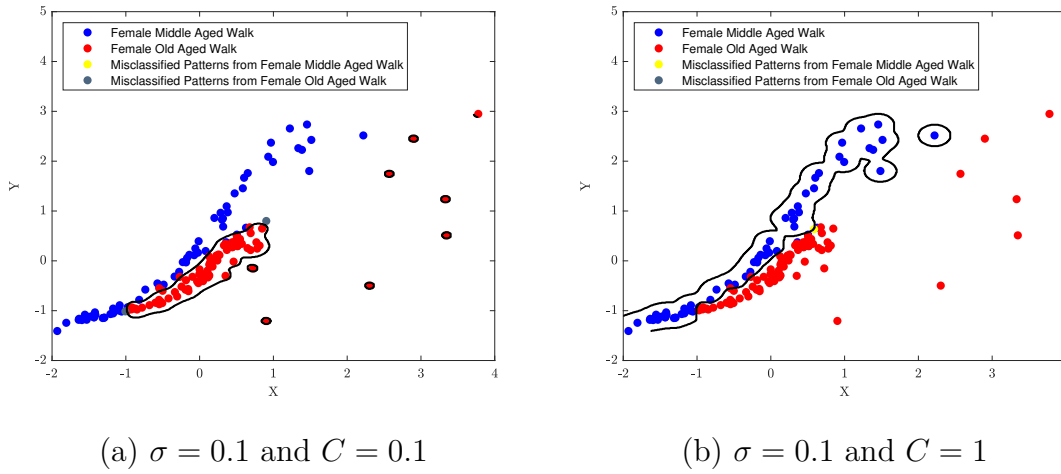 5
4
3
2
1
0
-1
-2
Y
Female Middle Aged Walk
Female Old Aged Walk
Misclassified Patterns from Female Middle Aged Walk
Misclassified Patterns from Female Old Aged Walk
-2 -1 0 1 2 3 4
X
(a) σ = 0.1 and C = 0.1
5
4
3
2
1
0
-1
-2
Y
Female Middle Aged Walk
Female Old Aged Walk
Misclassified Patterns from Female Middle Aged Walk
Misclassified Patterns from Female Old Aged Walk
-2 -1 0 1 2 3 4
X
(b) σ = 0.1 and C = 1